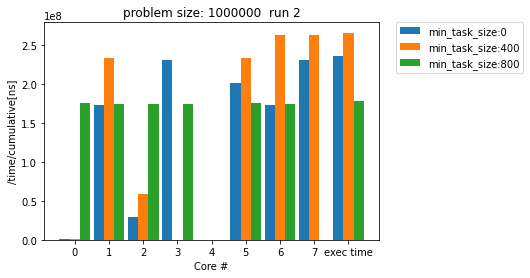 problem size: 1000000  run 2
1e8
min_task_size:0
min_task_size:400
min_task_size:800
2.5
2.0
1.5
1.0
0.5
0.0
/time/cumulative[ns]
0 1 2 3 4 5 6 7 exec time
Core #